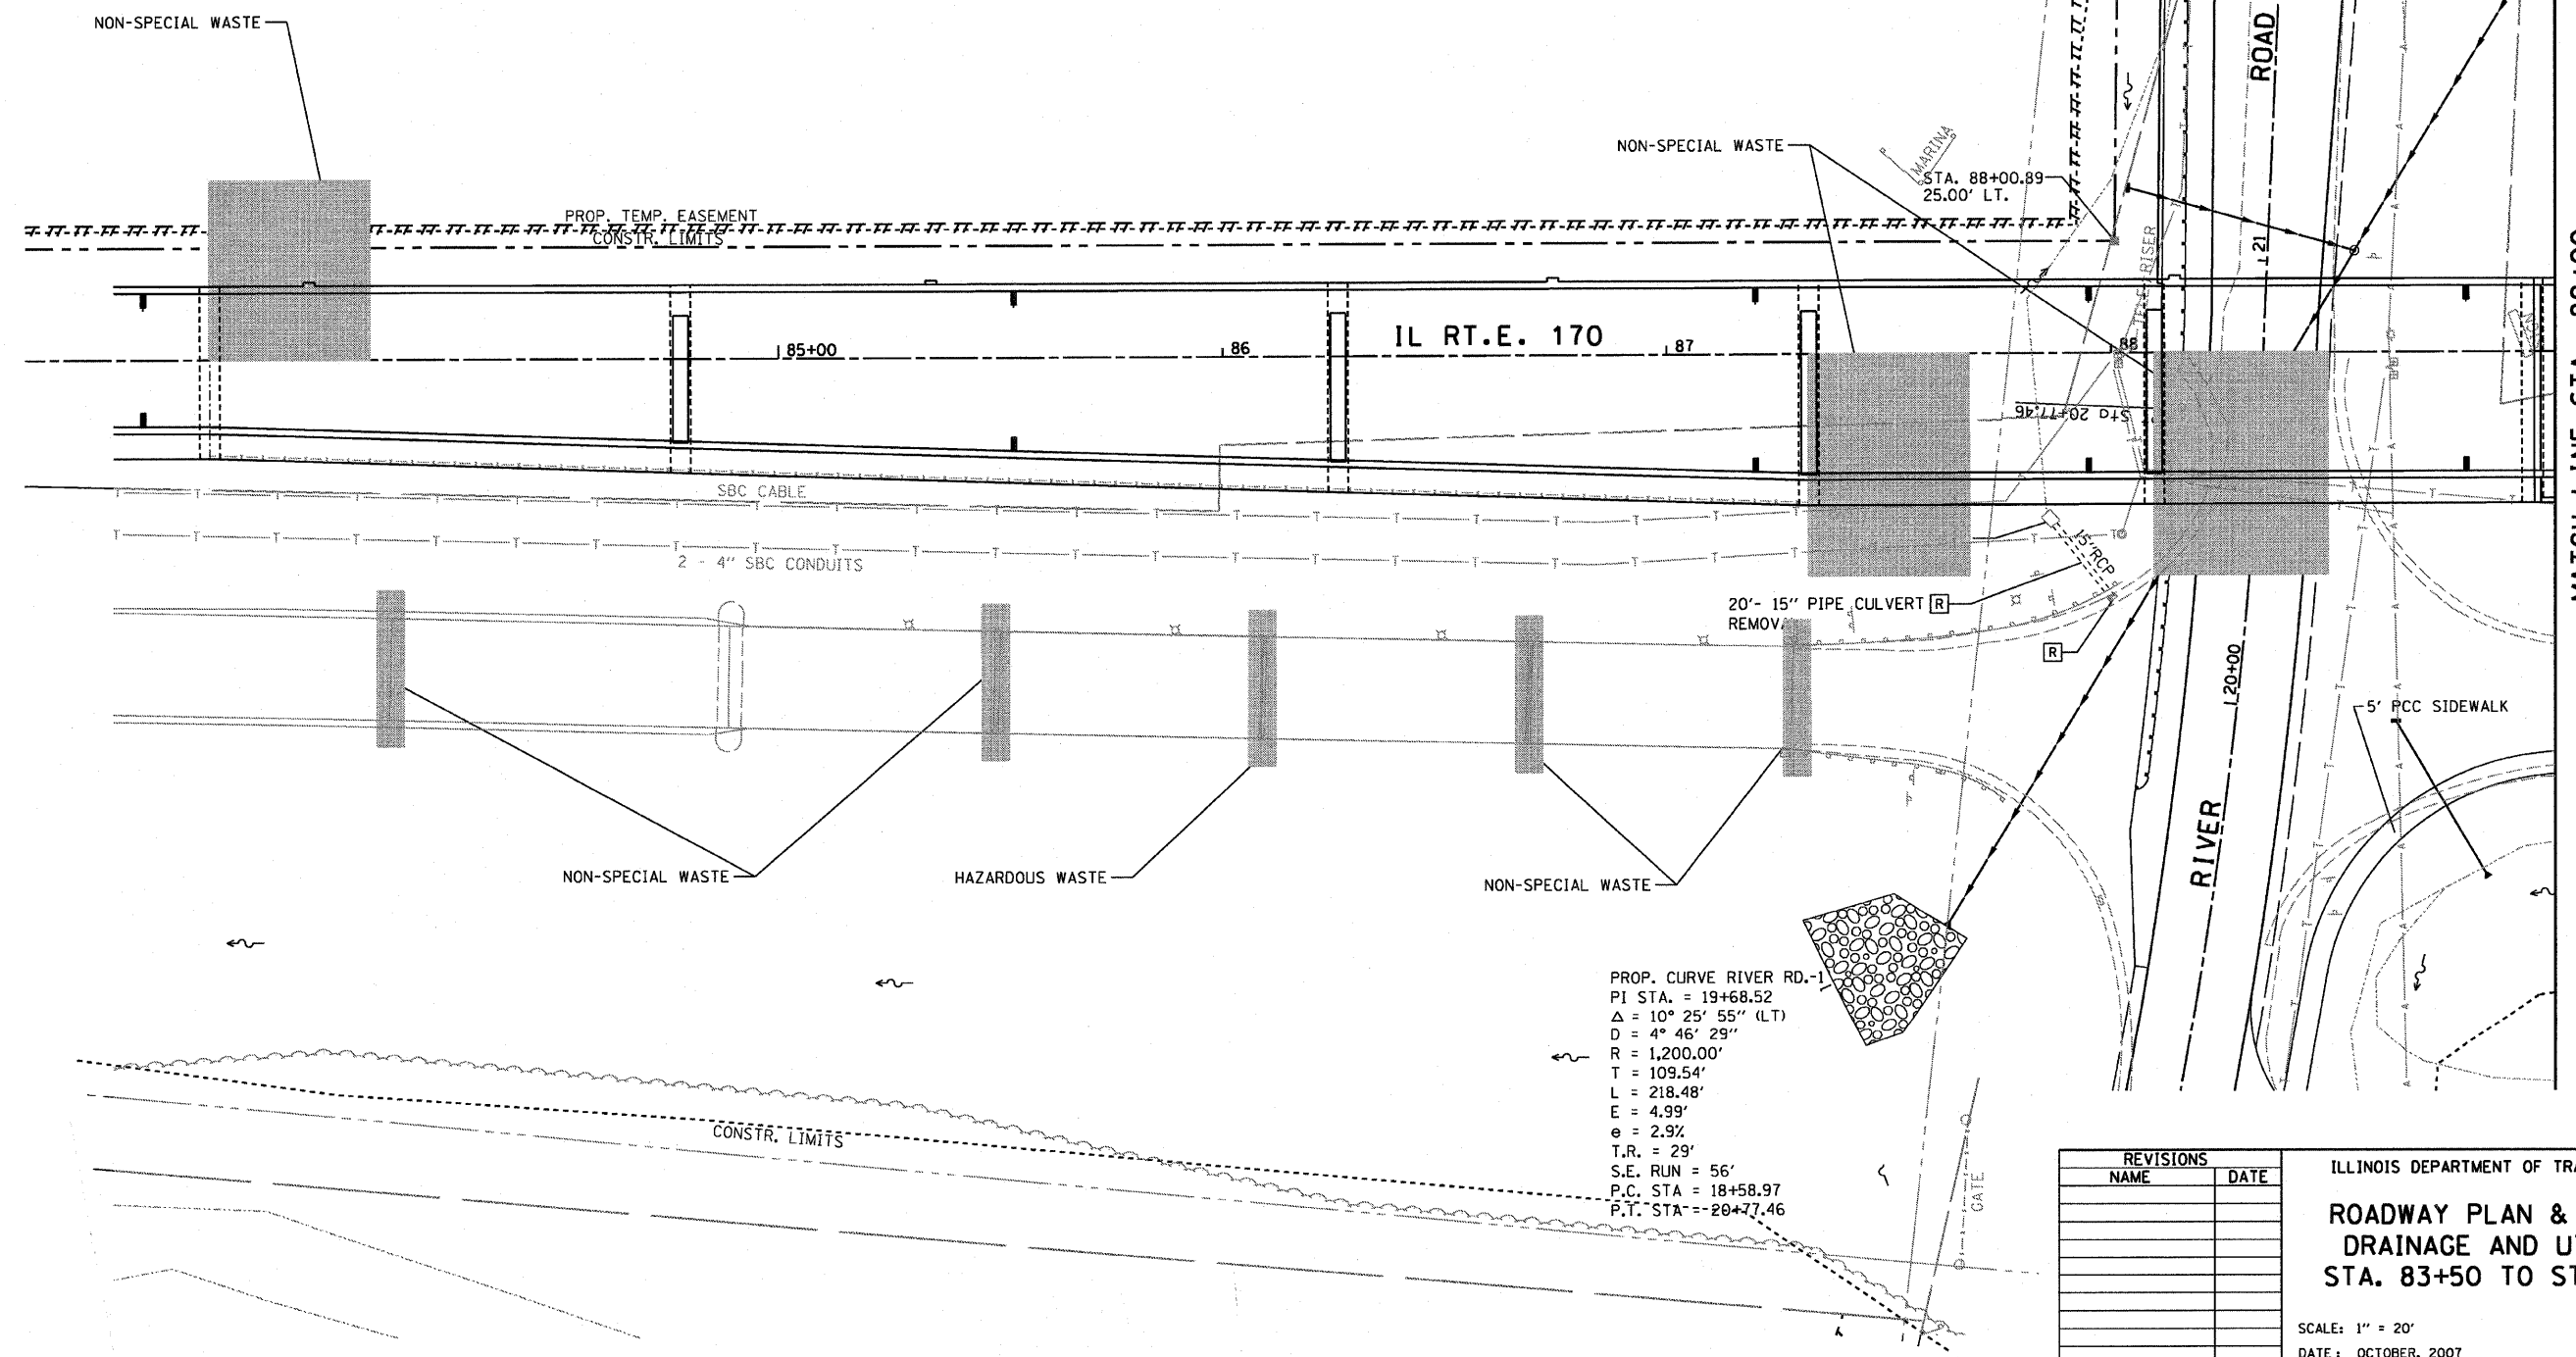 NON-SPECIAL WASTE
ROAD
NON-SPECIAL WASTE
MARINA
STA. 88+00.89
25.00' LT.
PROP. TEMP. EASEMENT
CONSTR. LIMITS
TELE RISER
21
IL RT.E. 170
85+00
86
87
88
Sta 20+77.46
SBC CABLE
2 - 4" SBC CONDUITS
15"RCP
20'- 15" PIPE CULVERT R
R
20+00
5' PCC SIDEWALK
RIVER
NON-SPECIAL WASTE
HAZARDOUS WASTE
NON-SPECIAL WASTE
PROP. CURVE RIVER RD.-1
PI STA. = 19+68.52
Δ = 10° 25' 55" (LT)
D = 4° 46' 29"
R = 1,200.00'
T = 109.54'
L = 218.48'
E = 4.99'
e = 2.9%
T.R. = 29'
S.E. RUN = 56'
P.C. STA = 18+58.97
P.T. STA = 20+77.46
CONSTR. LIMITS
GATE
REVISIONS
NAME DATE
ILLINOIS DEPARTMENT OF
ROADWAY PLAN &
DRAINAGE AND
STA. 83+50 TO
SCALE: 1" = 20'
DATE: OCTOBER, 2007